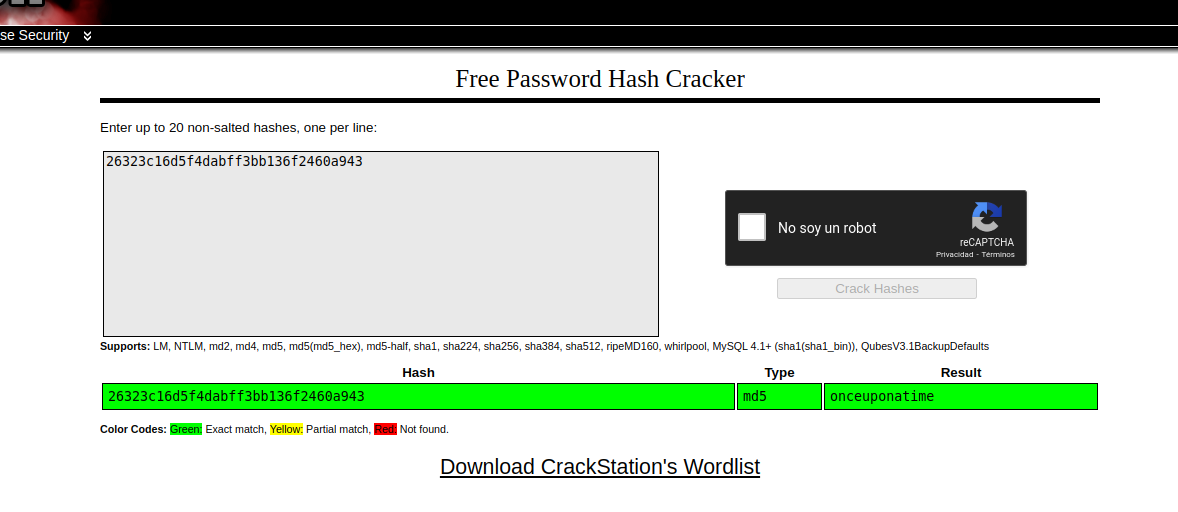 se Security
Free Password Hash Cracker
Enter up to 20 non-salted hashes, one per line:
26323c16d5f4dabff3bb136f2460a943
No soy un robot
reCAPTCHA
Privacidad - Términos
Crack Hashes
Supports: LM, NTLM, md2, md4, md5, md5(md5_hex), md5-half, sha1, sha224, sha256, sha384, sha512, ripeMD160, whirlpool, MySQL 4.1+ (sha1(sha1_bin)), QubesV3.1BackupDefaults
Hash Type Result
26323c16d5f4dabff3bb136f2460a943 md5 onceuponatime
Color Codes: Green: Exact match, Yellow: Partial match, Red: Not found.
Download CrackStation's Wordlist